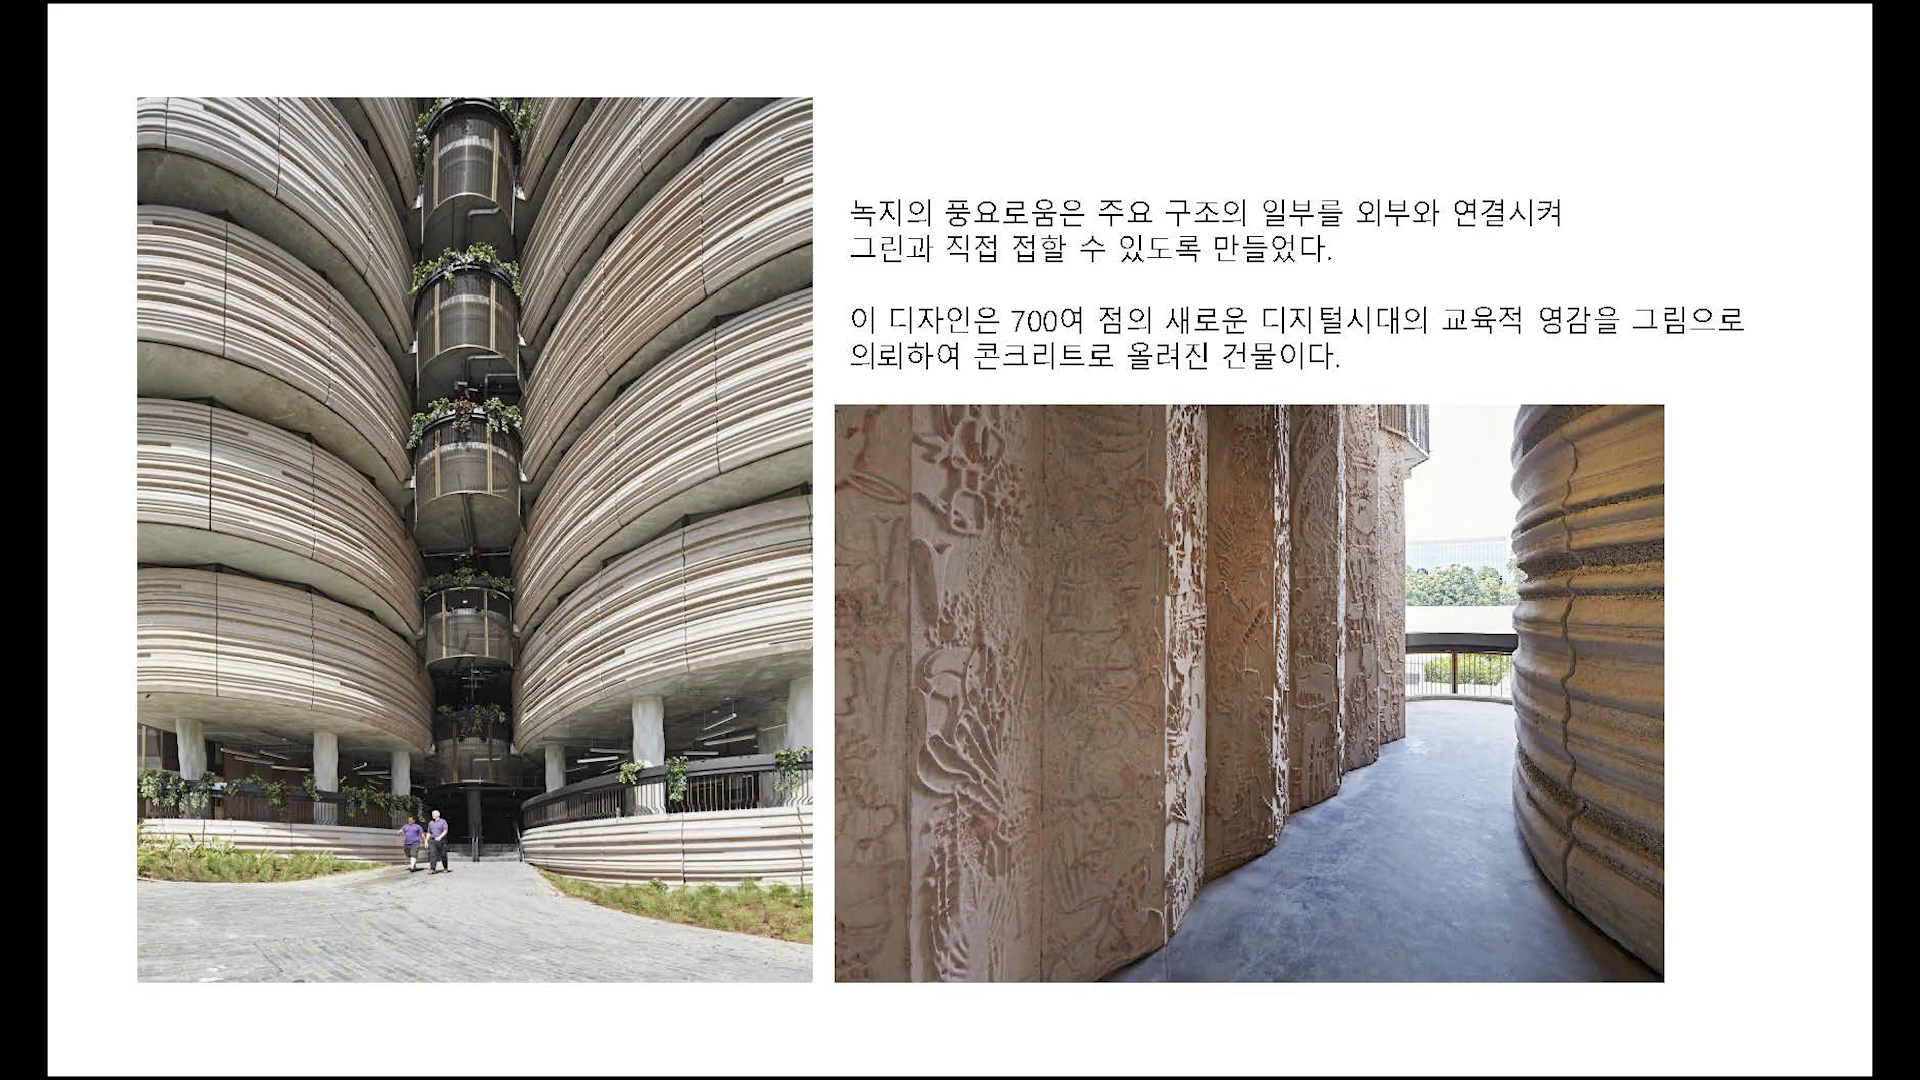 녹지의 풍요로움은 주요 구조의 일부를 외부와 연결시켜
그린과 직접 접할 수 있도록 만들었다.
이 디자인은 700여 점의 새로운 디지털시대의 교육적 영감을 그림으로
의뢰하여 콘크리트로 올려진 건물이다.